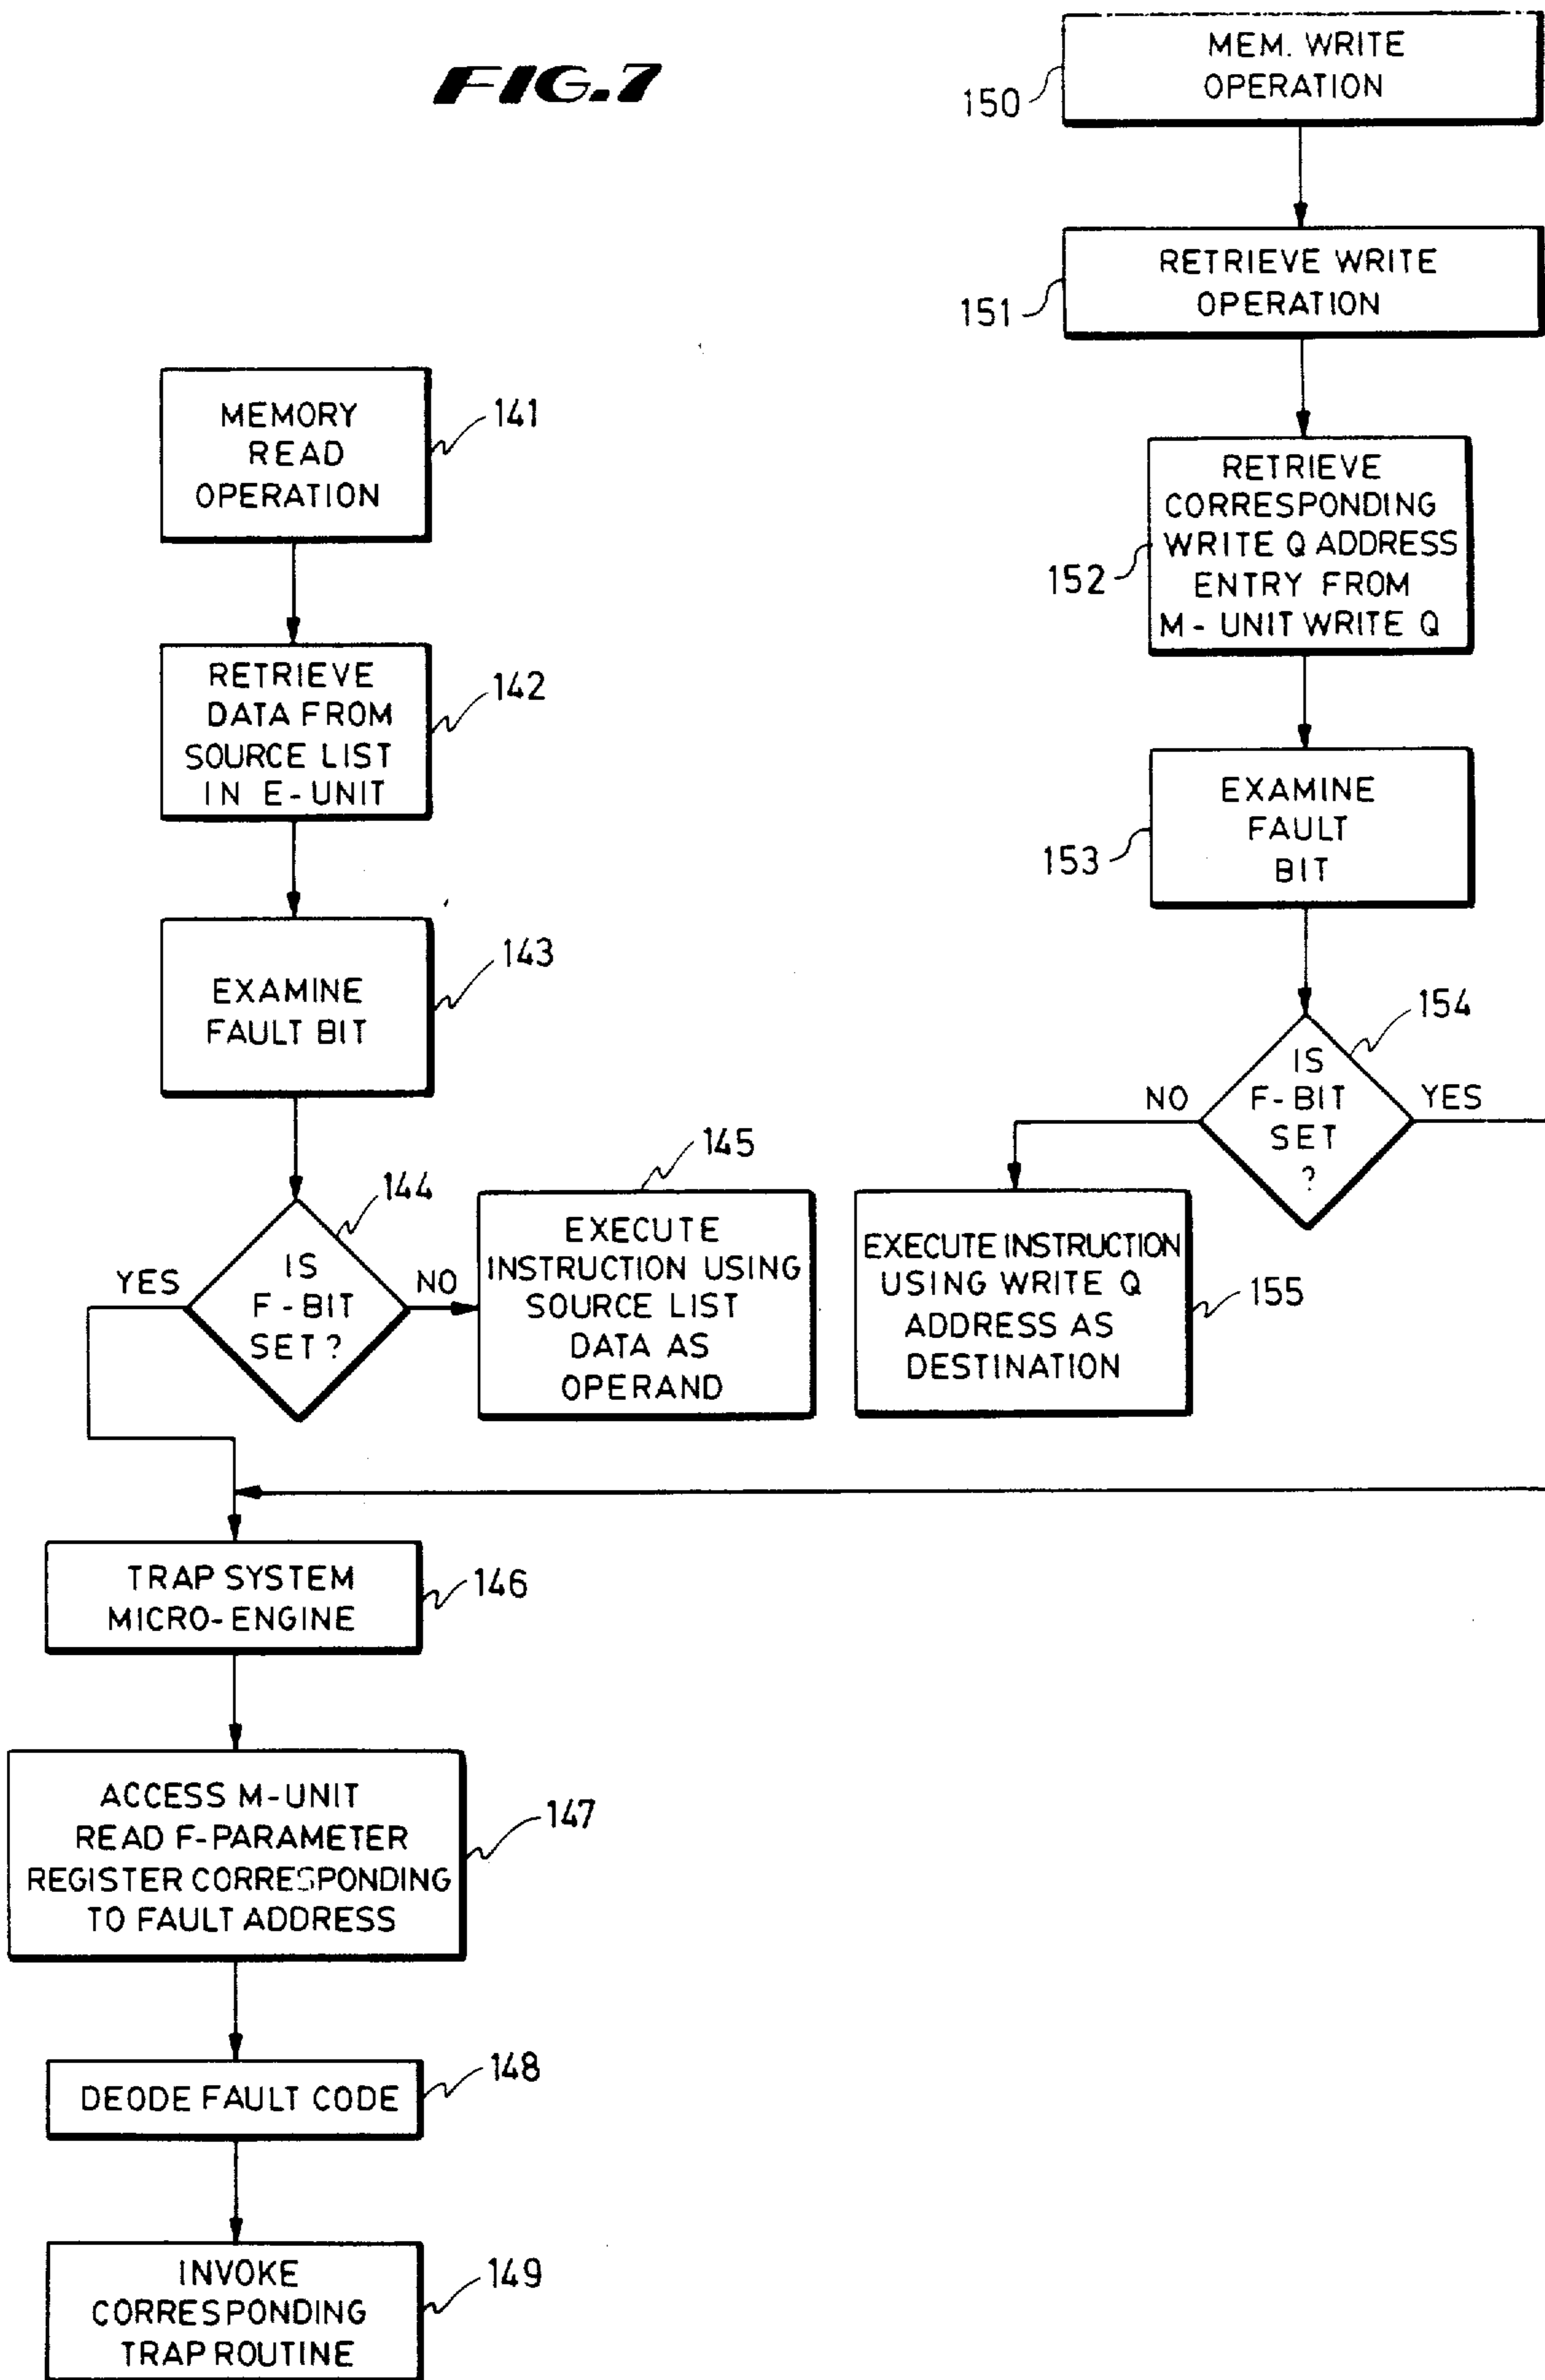 FIG.7
MEMORY
READ
OPERATION
141
RETRIEVE
DATA FROM
SOURCE LIST
IN E-UNIT
142
EXAMINE
FAULT BIT
143
IS
F-BIT
SET?
144
YES
NO
EXECUTE
INSTRUCTION USING
SOURCE LIST
DATA AS
OPERAND
145
TRAP SYSTEM
MICRO-ENGINE
146
ACCESS M-UNIT
READ F-PARAMETER
REGISTER CORRESPONDING
TO FAULT ADDRESS
147
DEODE FAULT CODE
148
INVOKE
CORRESPONDING
TRAP ROUTINE
149
MEM. WRITE
OPERATION
150
RETRIEVE WRITE
OPERATION
151
RETRIEVE
CORRESPONDING
WRITE Q ADDRESS
ENTRY FROM
M-UNIT WRITE Q
152
EXAMINE
FAULT
BIT
153
IS
F-BIT
SET
?
154
NO
YES
EXECUTE INSTRUCTION
USING WRITE Q
ADDRESS AS
DESTINATION
155